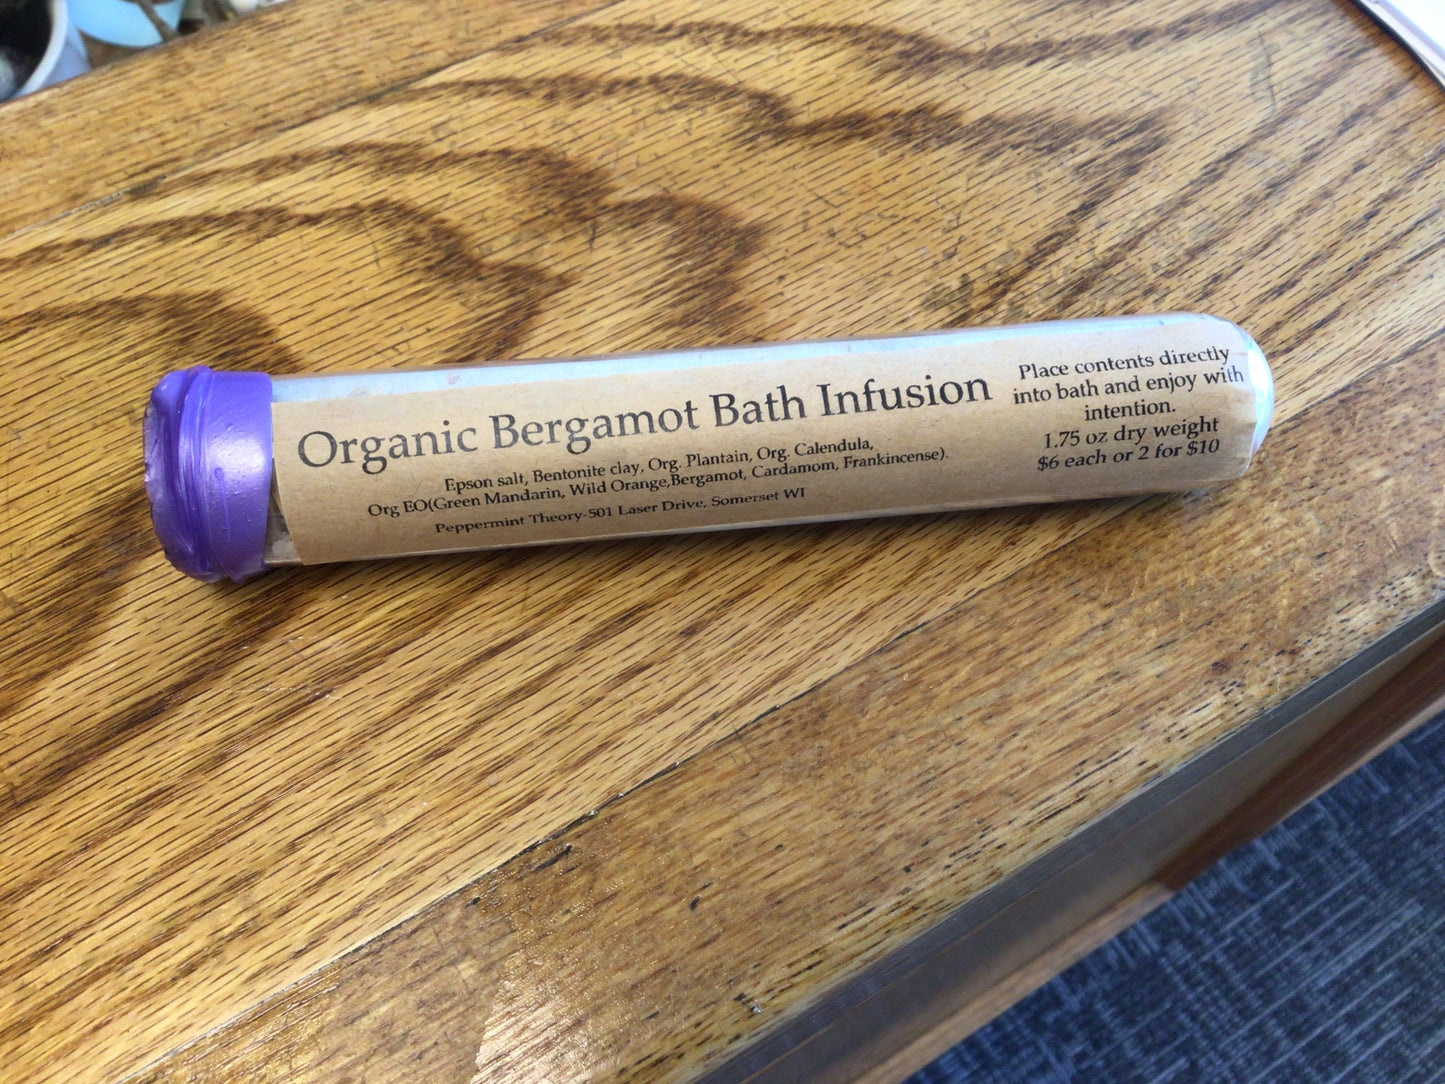 Organic Bergamot Bath Infusion
Epson salt, Bentonite clay, Org. Plantain, Org. Calendula,
Org EO(Green Mandarin, Wild Orange,Bergamot, Cardamom, Frankincense).
Peppermint Theory-501 Laser Drive, Somerset WI
Place contents directly
into bath and enjoy with
intention.
1.75 oz dry weight
$6 each or 2 for $10